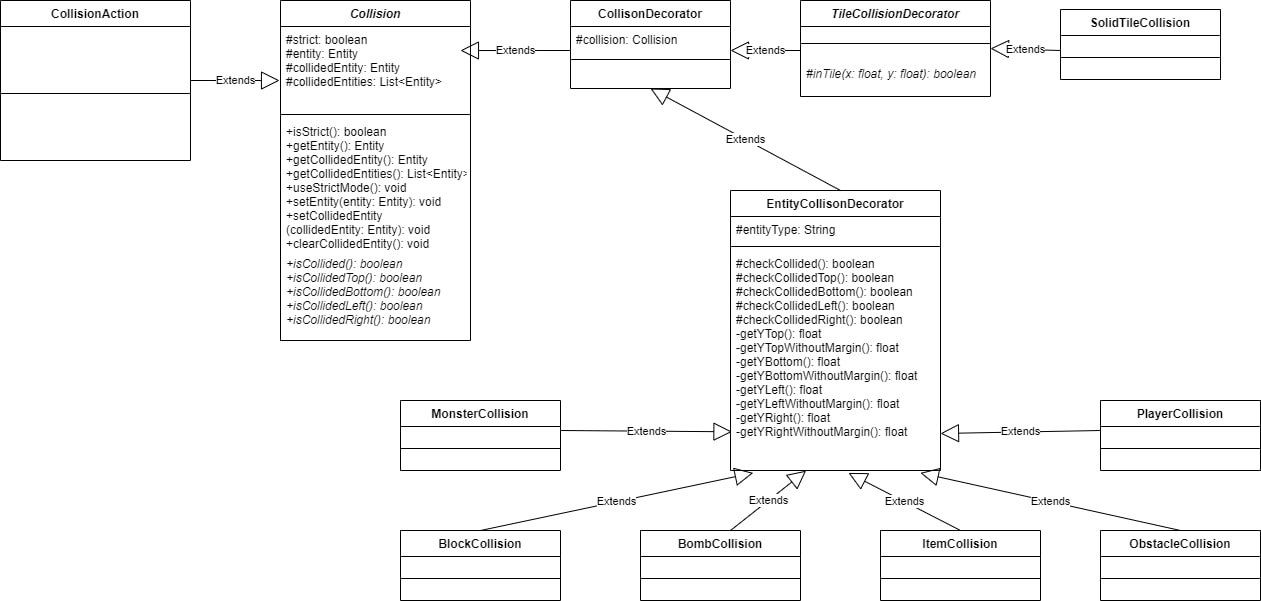 CollisionAction
Extends
Collision
#strict: boolean
#entity: Entity
#collidedEntity: Entity
#collidedEntities: List<Entity>
+isStrict(): boolean
+getEntity(): Entity
+getCollidedEntity(): Entity
+getCollidedEntities(): List<Entity>
+useStrictMode(): void
+setEntity(entity: Entity): void
+setCollidedEntity
(collidedEntity: Entity): void
+clearCollidedEntity(): void
+isCollided(): boolean
+isCollidedTop(): boolean
+isCollidedBottom(): boolean
+isCollidedLeft(): boolean
+isCollidedRight(): boolean
Extends
CollisonDecorator
#collision: Collision
Extends
TileCollisionDecorator
#inTile(x: float, y: float): boolean
Extends
SolidTileCollision
Extends
EntityCollisonDecorator
#entityType: String
#checkCollided(): boolean
#checkCollidedTop(): boolean
#checkCollidedBottom(): boolean
#checkCollidedLeft(): boolean
#checkCollidedRight(): boolean
-getYTop(): float
-getYTopWithoutMargin(): float
-getYBottom(): float
-getYBottomWithoutMargin(): float
-getYLeft(): float
-getYLeftWithoutMargin(): float
-getYRight(): float
-getYRightWithoutMargin(): float
MonsterCollision
Extends
Extends
PlayerCollision
Extends
Extends
Extends
Extends
BlockCollision
BombCollision
ItemCollision
ObstacleCollision